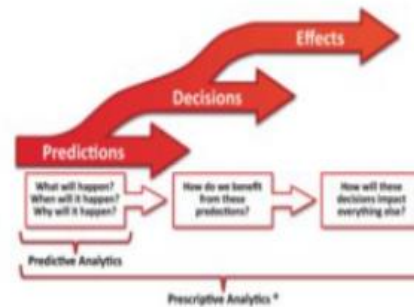 Effects
Decisions
Predictions
What will happen?
When will it happen?
Why will it happen?
How do we benefit
from these
predections?
How will these
decisions impact
everything else?
Predictive Analytics
Prescriptive Analytics